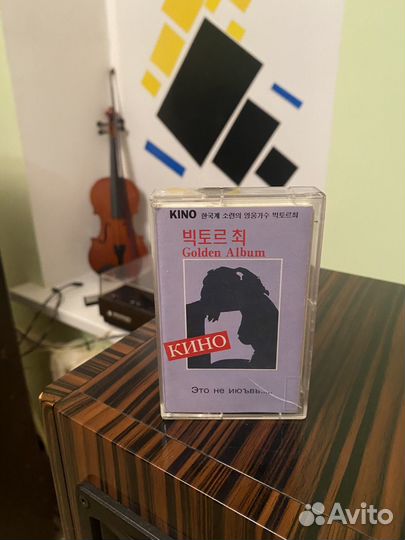 KINO 한국계 소련의 영웅가수 빅토르최
빅토르 최
Golden Album
КИНО
Это не июъвь...
Avito